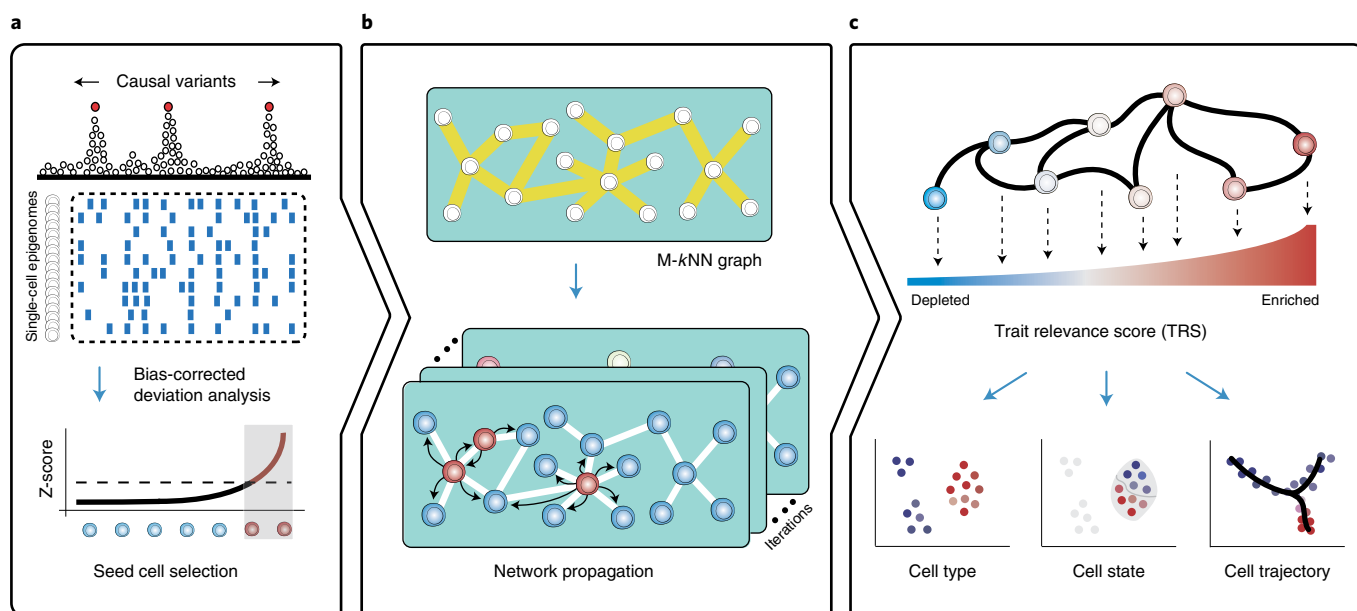 a
Causal variants
Single-cell epigenomes
Bias-corrected
deviation analysis
Z-score
Seed cell selection
b
M-kNN graph
Iterations
Network propagation
c
Depleted
Enriched
Trait relevance score (TRS)
Cell type
Cell state
Cell trajectory